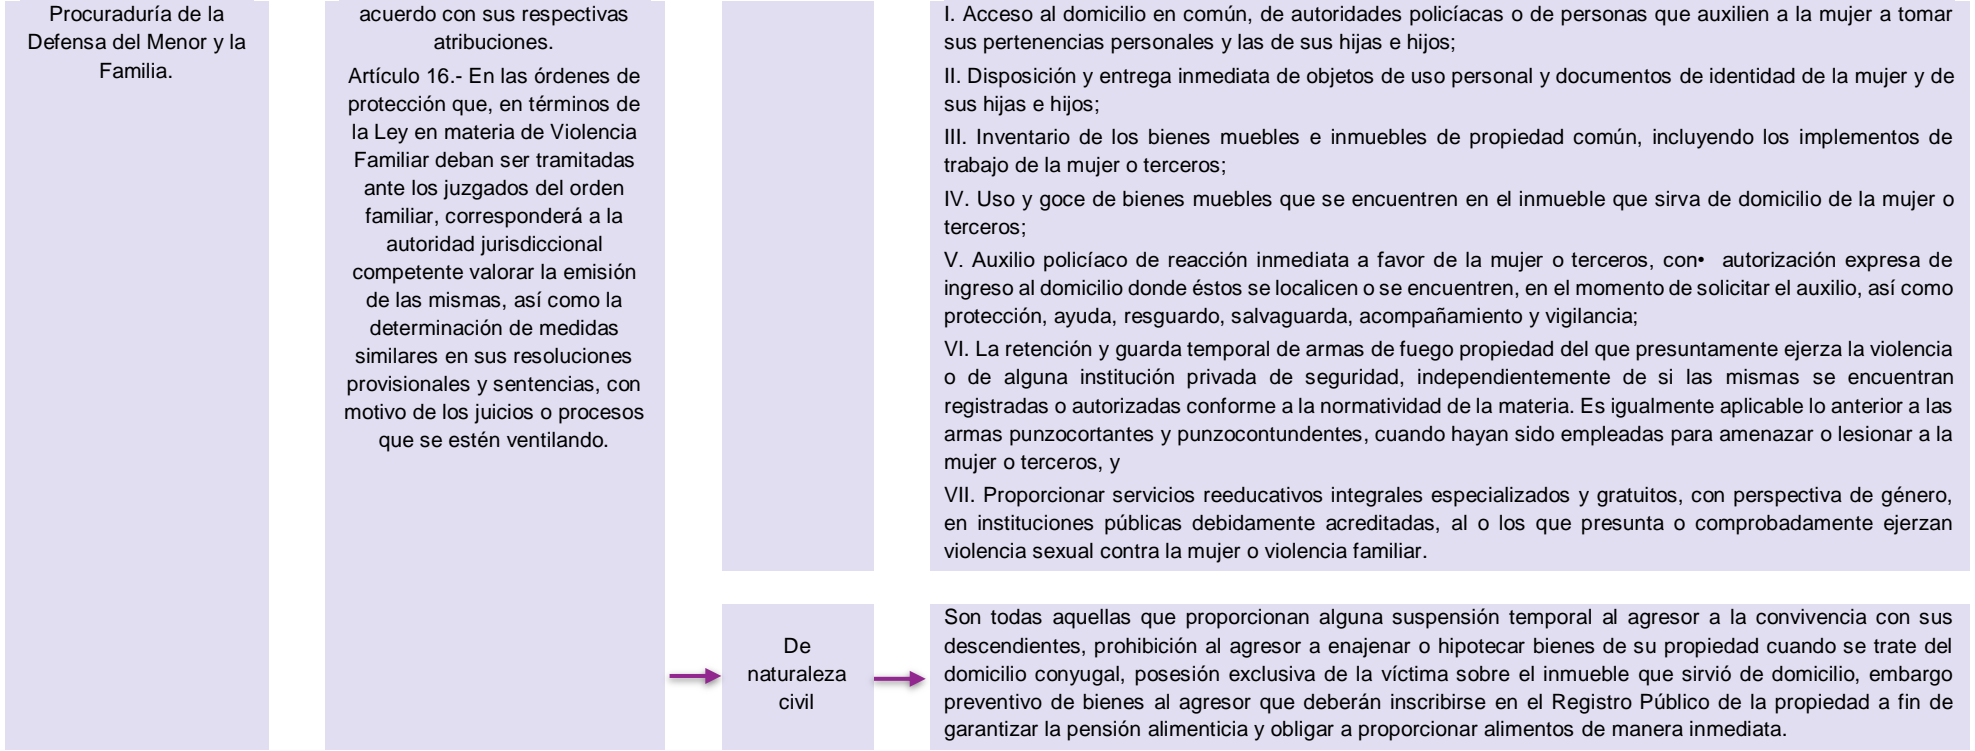 Procuraduría de la
Defensa del Menor y la
Familia.
acuerdo con sus respectivas
atribuciones.
Artículo 16.- En las órdenes de
protección que, en términos de
la Ley en materia de Violencia
Familiar deban ser tramitadas
ante los juzgados del orden
familiar, corresponderá a la
autoridad jurisdiccional
competente valorar la emisión
de las mismas, así como la
determinación de medidas
similares en sus resoluciones
provisionales y sentencias, con
motivo de los juicios o procesos
que se estén ventilando.
I. Acceso al domicilio en común, de autoridades policíacas o de personas que auxilien a la mujer a tomar
sus pertenencias personales y las de sus hijas e hijos;
II. Disposición y entrega inmediata de objetos de uso personal y documentos de identidad de la mujer y de
sus hijas e hijos;
III. Inventario de los bienes muebles e inmuebles de propiedad común, incluyendo los implementos de
trabajo de la mujer o terceros;
IV. Uso y goce de bienes muebles que se encuentren en el inmueble que sirva de domicilio de la mujer o
terceros;
V. Auxilio policíaco de reacción inmediata a favor de la mujer o terceros, con• autorización expresa de
ingreso al domicilio donde éstos se localicen o se encuentren, en el momento de solicitar el auxilio, así como
protección, ayuda, resguardo, salvaguarda, acompañamiento y vigilancia;
VI. La retención y guarda temporal de armas de fuego propiedad del que presuntamente ejerza la violencia
o de alguna institución privada de seguridad, independientemente de si las mismas se encuentran
registradas o autorizadas conforme a la normatividad de la materia. Es igualmente aplicable lo anterior a las
armas punzocortantes y punzocontundentes, cuando hayan sido empleadas para amenazar o lesionar a la
mujer o terceros, y
VII. Proporcionar servicios reeducativos integrales especializados y gratuitos, con perspectiva de género,
en instituciones públicas debidamente acreditadas, al o los que presunta o comprobadamente ejerzan
violencia sexual contra la mujer o violencia familiar.
De
naturaleza
civil
Son todas aquellas que proporcionan alguna suspensión temporal al agresor a la convivencia con sus
descendientes, prohibición al agresor a enajenar o hipotecar bienes de su propiedad cuando se trate del
domicilio conyugal, posesión exclusiva de la víctima sobre el inmueble que sirvió de domicilio, embargo
preventivo de bienes al agresor que deberán inscribirse en el Registro Público de la propiedad a fin de
garantizar la pensión alimenticia y obligar a proporcionar alimentos de manera inmediata.